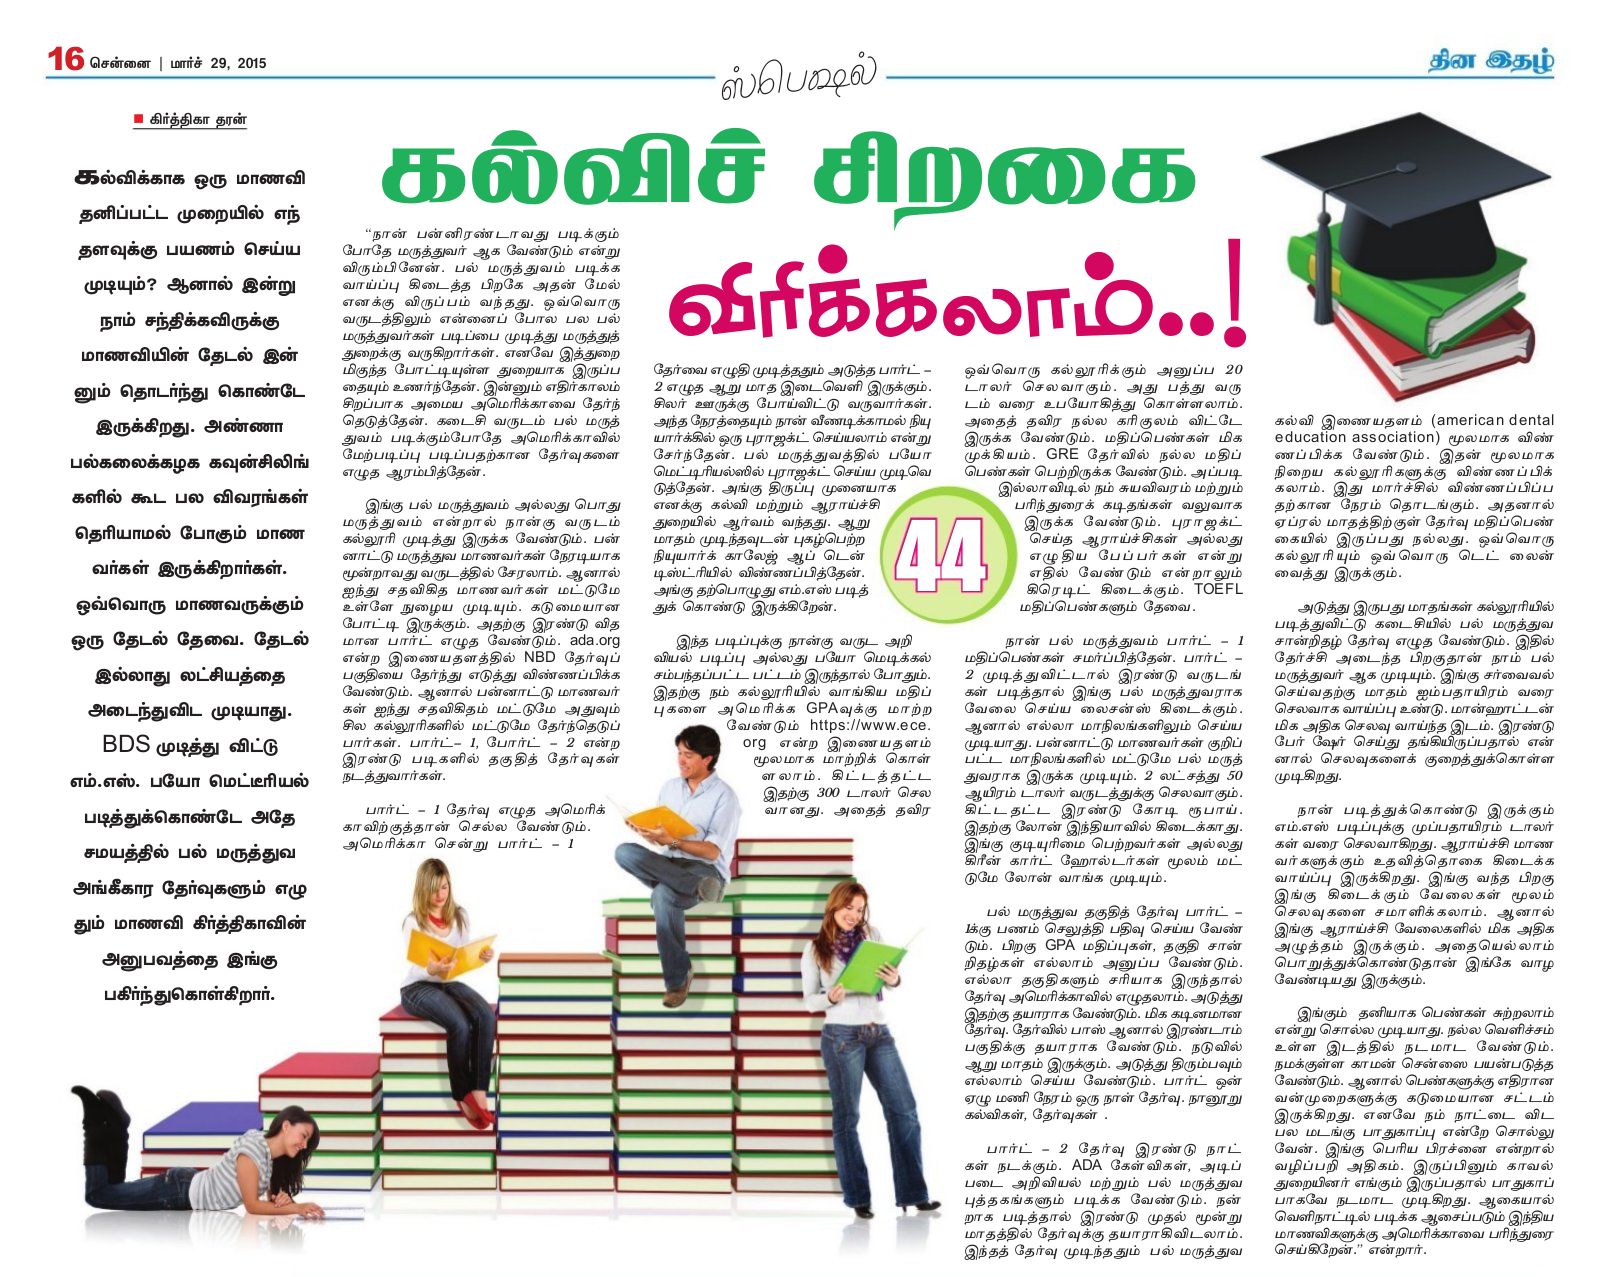 16 சென்னை | மார்ச் 29, 2015
ஸ்பெஷல்
தின இதழ்
■ கிர்த்திகா தரன்
கல்விச் சிறகை
விரிக்கலாம்..!
கல்விக்காக ஒரு மாணவி
தனிப்பட்ட முறையில் எந்
தளவுக்கு பயணம் செய்ய
முடியும்? ஆனால் இன்று
நாம் சந்திக்கவிருக்கு
மாணவியின் தேடல் இன்
னும் தொடர்ந்து கொண்டே
இருக்கிறது. அண்ணா
பல்கலைக்கழக கவுன்சிலிங்
களில் கூட பல விவரங்கள்
தெரியாமல் போகும் மாண
வர்கள் இருக்கிறார்கள்.
ஒவ்வொரு மாணவருக்கும்
ஒரு தேடல் தேவை. தேடல்
இல்லாது லட்சியத்தை
அடைந்துவிட முடியாது.
BDS முடித்து விட்டு
எம்.எஸ். பயோ மெட்டீரியல்
படித்துக்கொண்டே அதே
சமயத்தில் பல் மருத்துவ
அங்கீகார தேர்வுகளும் எழு
தும் மாணவி கிர்த்திகாவின்
அனுபவத்தை இங்கு
பகிர்ந்துகொள்கிறார்.
“நான் பன்னிரண்டாவது படிக்கும்
போதே மருத்துவர் ஆக வேண்டும் என்று
விரும்பினேன். பல் மருத்துவம் படிக்க
வாய்ப்பு கிடைத்த பிறகே அதன் மேல்
எனக்கு விருப்பம் வந்தது. ஒவ்வொரு
வருடத்திலும் என்னைப் போல பல பல்
மருத்துவர்கள் படிப்பை முடித்து மருத்துத்
துறைக்கு வருகிறார்கள். எனவே இத்துறை
மிகுந்த போட்டியுள்ள துறையாக இருப்ப
தையும் உணர்ந்தேன். இன்னும் எதிர்காலம்
சிறப்பாக அமைய அமெரிக்காவை தேர்ந்
தெடுத்தேன். கடைசி வருடம் பல் மருத்
துவம் படிக்கும்போதே அமெரிக்காவில்
மேற்படிப்பு படிப்பதற்கான தேர்வுகளை
எழுத ஆரம்பித்தேன்.
இங்கு பல் மருத்துவம் அல்லது பொது
மருத்துவம் என்றால் நான்கு வருடம்
கல்லூரி முடித்து இருக்க வேண்டும். பன்
னாட்டு மருத்துவ மாணவர்கள் நேரடியாக
மூன்றாவது வருடத்தில் சேரலாம். ஆனால்
ஐந்து சதவிகித மாணவர்கள் மட்டுமே
உள்ளே நுழைய முடியும். கடுமையான
போட்டி இருக்கும். அதற்கு இரண்டு வித
மான பார்ட் எழுத வேண்டும். ada.org
என்ற இணையதளத்தில் NBD தேர்வுப்
பகுதியை தேர்ந்து எடுத்து விண்ணப்பிக்க
வேண்டும். ஆனால் பன்னாட்டு மாணவர்
கள் ஐந்து சதவிகிதம் மட்டுமே அதுவும்
சில கல்லூரிகளில் மட்டுமே தேர்ந்தெடுப்
பார்கள். பார்ட்– 1, போர்ட் – 2 என்ற
இரண்டு படிகளில் தகுதித் தேர்வுகள்
நடத்துவார்கள்.
பார்ட் – 1 தேர்வு எழுத அமெரிக்
காவிற்குத்தான் செல்ல வேண்டும்.
அமெரிக்கா சென்று பார்ட் – 1
தேர்வை எழுதி முடித்ததும் அடுத்த பார்ட் –
2 எழுத ஆறு மாத இடைவெளி இருக்கும்.
சிலர் ஊருக்கு போய்விட்டு வருவார்கள்.
அந்த நேரத்தையும் நான் வீணடிக்காமல் நியு
யார்க்கில் ஒரு புராஜக்ட் செய்யலாம் என்று
சேர்ந்தேன். பல் மருத்துவத்தில் பயோ
மெட்டிரியல்ஸில் புராஜக்ட் செய்ய முடிவெ
டுத்தேன். அங்கு திருப்பு முனையாக
எனக்கு கல்வி மற்றும் ஆராய்ச்சி
துறையில் ஆர்வம் வந்தது. ஆறு
மாதம் முடிந்தவுடன் புகழ்பெற்ற
நியுயார்க் காலேஜ் ஆப் டென்
டிஸ்ட்ரியில் விண்ணப்பித்தேன்.
அங்கு தற்பொழுது எம்.எஸ் படித்
துக் கொண்டு இருக்கிறேன்.
இந்த படிப்புக்கு நான்கு வருட அறி
வியல் படிப்பு அல்லது பயோ மெடிக்கல்
சம்பந்தப்பட்ட பட்டம் இருந்தால் போதும்.
இதற்கு நம் கல்லூரியில் வாங்கிய மதிப்
புகளை அமெரிக்க GPAவுக்கு மாற்ற
வேண்டும் https://www.ece.
org என்ற இணையதளம்
மூலமாக மாற்றிக் கொள்
ளலாம். கிட்டத்தட்ட
இதற்கு 300 டாலர் செல
வானது. அதைத் தவிர
44
ஒவ்வொரு கல்லூரிக்கும் அனுப்ப 20
டாலர் செலவாகும். அது பத்து வரு
டம் வரை உபயோகித்து கொள்ளலாம்.
அதைத் தவிர நல்ல கரிகுலம் விட்டே
இருக்க வேண்டும். மதிப்பெண்கள் மிக
முக்கியம். GRE தேர்வில் நல்ல மதிப்
பெண்கள் பெற்றிருக்க வேண்டும். அப்படி
இல்லாவிடில் நம் சுயவிவரம் மற்றும்
பரிந்துரைக் கடிதங்கள் வலுவாக
இருக்க வேண்டும். புராஜக்ட்
செய்த ஆராய்ச்சிகள் அல்லது
எழுதிய பேப்பர்கள் என்று
எதில் வேண்டும் என்றாலும்
கிரெடிட் கிடைக்கும். TOEFL
மதிப்பெண்களும் தேவை.
நான் பல் மருத்துவம் பார்ட் – 1
மதிப்பெண்கள் சமர்ப்பித்தேன். பார்ட் –
2 முடித்துவிட்டால் இரண்டு வருடங்
கள் படித்தால் இங்கு பல் மருத்துவராக
வேலை செய்ய லைசன்ஸ் கிடைக்கும்.
ஆனால் எல்லா மாநிலங்களிலும் செய்ய
முடியாது. பன்னாட்டு மாணவர்கள் குறிப்
பட்ட மாநிலங்களில் மட்டுமே பல் மருத்
துவராக இருக்க முடியும். 2 லட்சத்து 50
ஆயிரம் டாலர் வருடத்துக்கு செலவாகும்.
கிட்டதட்ட இரண்டு கோடி ரூபாய்.
இதற்கு லோன் இந்தியாவில் கிடைக்காது.
இங்கு குடியுரிமை பெற்றவர்கள் அல்லது
கிரீன் கார்ட் ஹோல்டர்கள் மூலம் மட்
டுமே லோன் வாங்க முடியும்.
பல் மருத்துவ தகுதித் தேர்வு பார்ட் –
1க்கு பணம் செலுத்தி பதிவு செய்ய வேண்
டும். பிறகு GPA மதிப்புகள், தகுதி சான்
றிதழ்கள் எல்லாம் அனுப்ப வேண்டும்.
எல்லா தகுதிகளும் சரியாக இருந்தால்
தேர்வு அமெரிக்காவில் எழுதலாம். அடுத்து
இதற்கு தயாராக வேண்டும். மிக கடினமான
தேர்வு. தேர்வில் பாஸ் ஆனால் இரண்டாம்
பகுதிக்கு தயாராக வேண்டும். நடுவில்
ஆறு மாதம் இருக்கும். அடுத்து திரும்பவும்
எல்லாம் செய்ய வேண்டும். பார்ட் ஒன்
ஏழு மணி நேரம் ஒரு நாள் தேர்வு. நானூறு
கல்விகள், தேர்வுகள் .
பார்ட் – 2 தேர்வு இரண்டு நாட்
கள் நடக்கும். ADA கேள்விகள், அடிப்
படை அறிவியல் மற்றும் பல் மருத்துவ
புத்தகங்களும் படிக்க வேண்டும். நன்
றாக படித்தால் இரண்டு முதல் மூன்று
மாதத்தில் தேர்வுக்கு தயாராகிவிடலாம்.
இந்தத் தேர்வு முடிந்ததும் பல் மருத்துவ
கல்வி இணையதளம் (american dental
education association) மூலமாக விண்
ணப்பிக்க வேண்டும். இதன் மூலமாக
நிறைய கல்லூரிகளுக்கு விண்ணப்பிக்
கலாம். இது மார்ச்சில் விண்ணப்பிப்ப
தற்கான நேரம் தொடங்கும். அதனால்
ஏப்ரல் மாதத்திற்குள் தேர்வு மதிப்பெண்
கையில் இருப்பது நல்லது. ஒவ்வொரு
கல்லூரியும் ஒவ்வொரு டெட் லைன்
வைத்து இருக்கும்.
அடுத்து இருபது மாதங்கள் கல்லூரியில்
படித்துவிட்டு கடைசியில் பல் மருத்துவ
சான்றிதழ் தேர்வு எழுத வேண்டும். இதில்
தேர்ச்சி அடைந்த பிறகுதான் நாம் பல்
மருத்துவர் ஆக முடியும். இங்கு சர்வைவல்
செய்வதற்கு மாதம் ஐம்பதாயிரம் வரை
செலவாக வாய்ப்பு உண்டு. மான்ஹாட்டன்
மிக அதிக செலவு வாய்ந்த இடம். இரண்டு
பேர் ஷேர் செய்து தங்கியிருப்பதால் என்
னால் செலவுகளைக் குறைத்துக்கொள்ள
முடிகிறது.
நான் படித்துக்கொண்டு இருக்கும்
எம்.எஸ் படிப்புக்கு முப்பதாயிரம் டாலர்
கள் வரை செலவாகிறது. ஆராய்ச்சி மாண
வர்களுக்கும் உதவித்தொகை கிடைக்க
வாய்ப்பு இருக்கிறது. இங்கு வந்த பிறகு
இங்கு கிடைக்கும் வேலைகள் மூலம்
செலவுகளை சமாளிக்கலாம். ஆனால்
இங்கு ஆராய்ச்சி வேலைகளில் மிக அதிக
அழுத்தம் இருக்கும். அதையெல்லாம்
பொறுத்துக்கொண்டுதான் இங்கே வாழ
வேண்டியது இருக்கும்.
இங்கும் தனியாக பெண்கள் சுற்றலாம்
என்று சொல்ல முடியாது. நல்ல வெளிச்சம்
உள்ள இடத்தில் நடமாட வேண்டும்.
நமக்குள்ள காமன் சென்ஸை பயன்படுத்த
வேண்டும். ஆனால் பெண்களுக்கு எதிரான
வன்முறைகளுக்கு கடுமையான சட்டம்
இருக்கிறது. எனவே நம் நாட்டை விட
பல மடங்கு பாதுகாப்பு என்றே சொல்லு
வேன். இங்கு பெரிய பிரச்னை என்றால்
வழிப்பறி அதிகம். இருப்பினும் காவல்
துறையினர் எங்கும் இருப்பதால் பாதுகாப்
பாகவே நடமாட முடிகிறது. ஆகையால்
வெளிநாட்டில் படிக்க ஆசைப்படும் இந்திய
மாணவிகளுக்கு அமெரிக்காவை பரிந்துரை
செய்கிறேன்.” என்றார்.